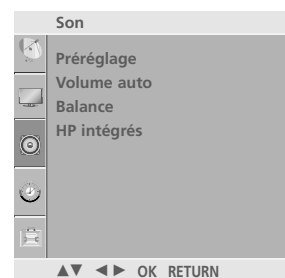 Son
Préréglage
Volume auto
Balance
HP intégrés
▲▼ ◄► OK RETURN